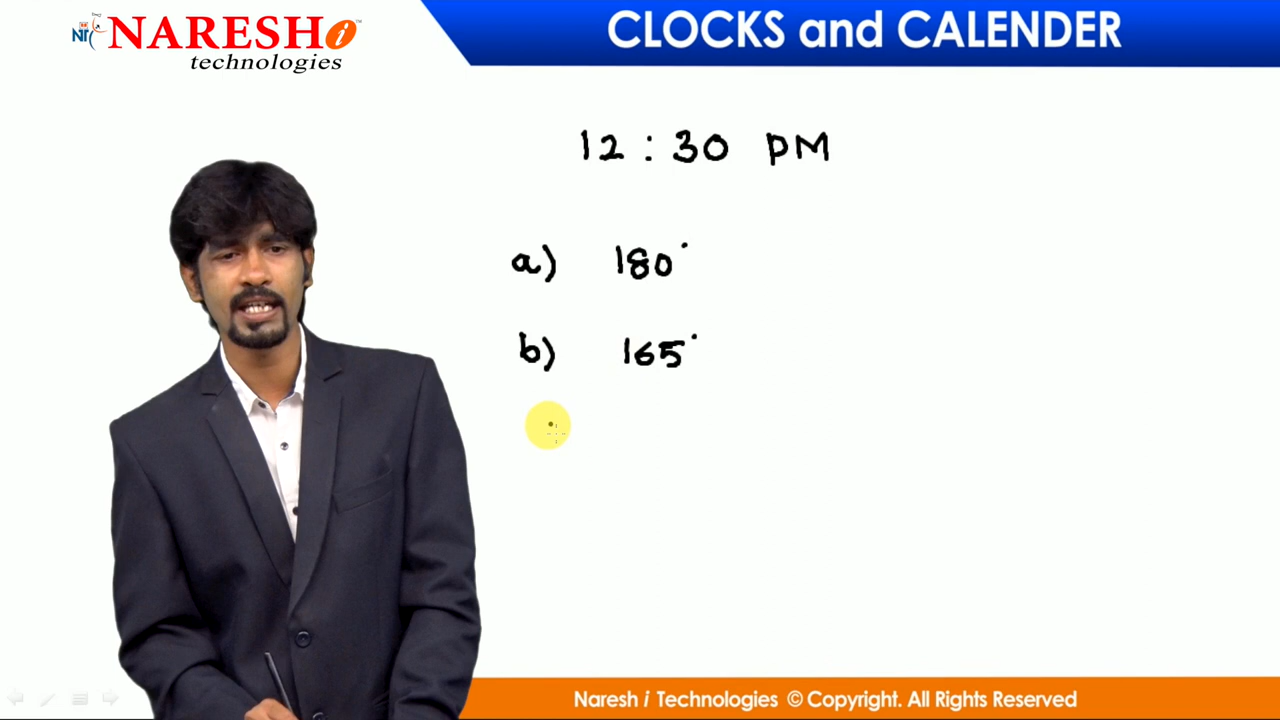 NARESH i
technologies
CLOCKS and CALENDER
12 : 30 PM
a) 180°
b) 165°
Naresh i Technologies © Copyright. All Rights Reserved